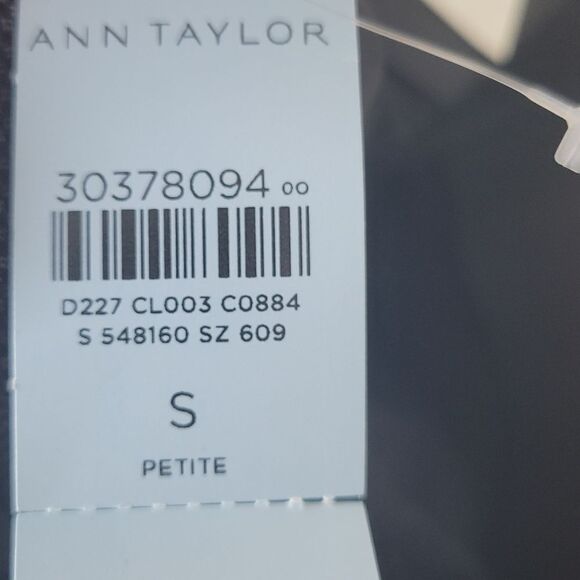 ANN TAYLOR
30378094 00
D227 CL003 C0884
S 548160 SZ 609
S
PETITE